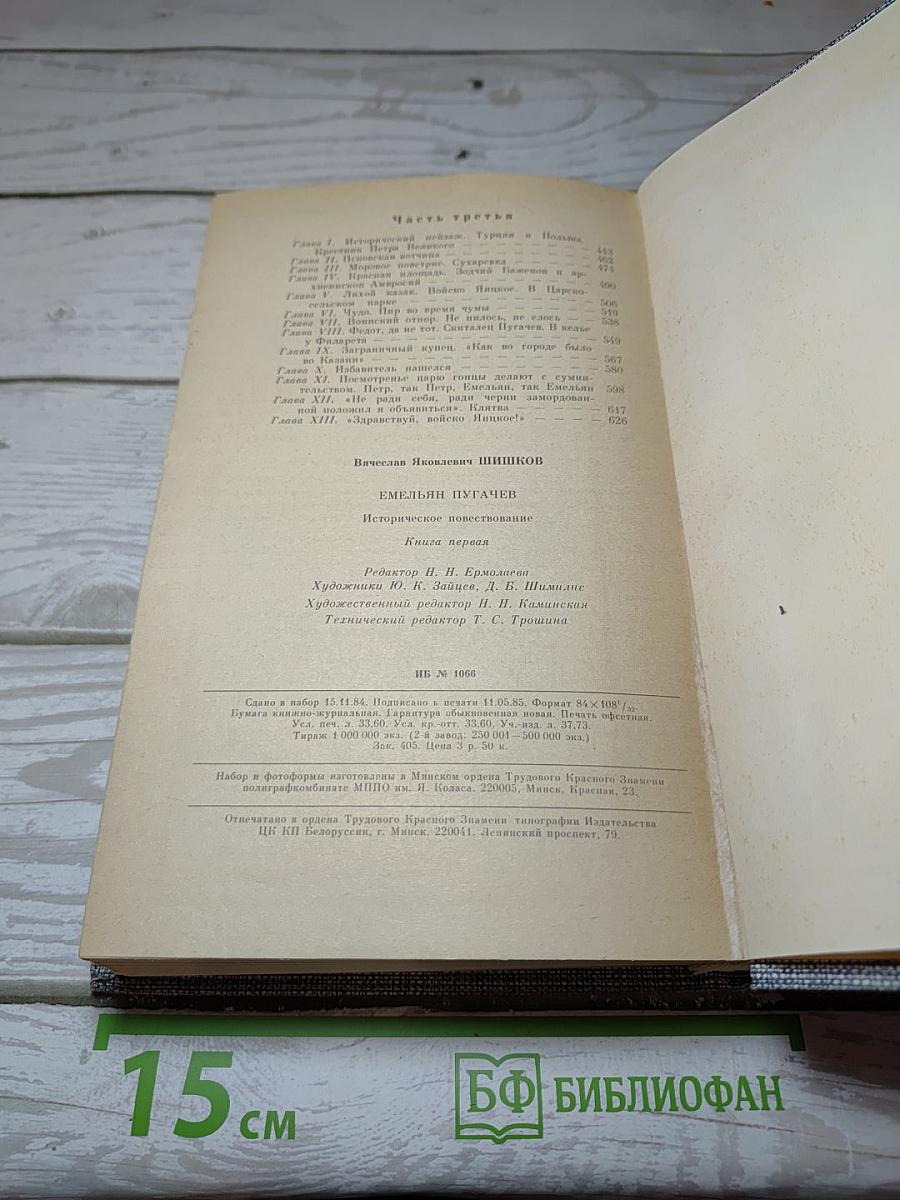 Часть третья
Глава I. Исторический пейзаж. Турция и Польша.
Крестник Петра Великого — — — — — — 443
Глава II. Псковская вотчина — — — — — — 462
Глава III. Моровое поветрие. Сухаревка — — — — 474
Глава IV. Красная площадь. Зодчий Баженов и ар-
хиепископ Амвросий — — — — — — — 490
Глава V. Лихой казак. Войско Яицкое. В Царско-
сельском парке — — — — — — — — 506
Глава VI. Чудо. Пир во время чумы — — — — 519
Глава VII. Воинский отпор. Не пилось, не елось — — 538
Глава VIII. Федот, да не тот. Скиталец Пугачев. В келье
у Филарета — — — — — — — — 549
Глава IX. Заграничный купец. «Как во городе было
во Казани» — — — — — — — — 567
Глава X. Избавитель нашелся — — — — — 580
Глава XI. Посмотренье царю гонцы делают с сумни-
тельством. Петр, так Петр, Емельян, так Емельян 598
Глава XII. «Не ради себя, ради черни замордован-
ной положил я объявиться». Клятва — — — — 617
Глава XIII. «Здравствуй, войско Яицкое!» — — — — 626
Вячеслав Яковлевич ШИШКОВ
ЕМЕЛЬЯН ПУГАЧЕВ
Историческое повествование
Книга первая
Редактор Н. Н. Ермолаева
Художники Ю. К. Зайцев, Д. Б. Шимилис
Художественный редактор Н. Н. Каминская
Технический редактор Т. С. Трошина
ИБ № 1066
Сдано в набор 15.11.84. Подписано к печати 11.05.85. Формат 84×108¹/₃₂.
Бумага книжно-журнальная. Гарнитура обыкновенная новая. Печать офсетная.
Усл. печ. л. 33,60. Усл. кр.-отт. 33,60. Уч.-изд. л. 37,73.
Тираж 1 000 000 экз. (2-й завод: 250 001—500 000 экз.)
Зак. 405. Цена 3 р. 50 к.
Набор и фотоформы изготовлены в Минском ордена Трудового Красного Знамени
полиграфкомбинате МППО им. Я. Коласа. 220005, Минск, Красная, 23.
Отпечатано в ордена Трудового Красного Знамени типографии Издательства
ЦК КП Белоруссии, г. Минск. 220041. Ленинский проспект, 79.
15 см
БФ БИБЛИОФАН